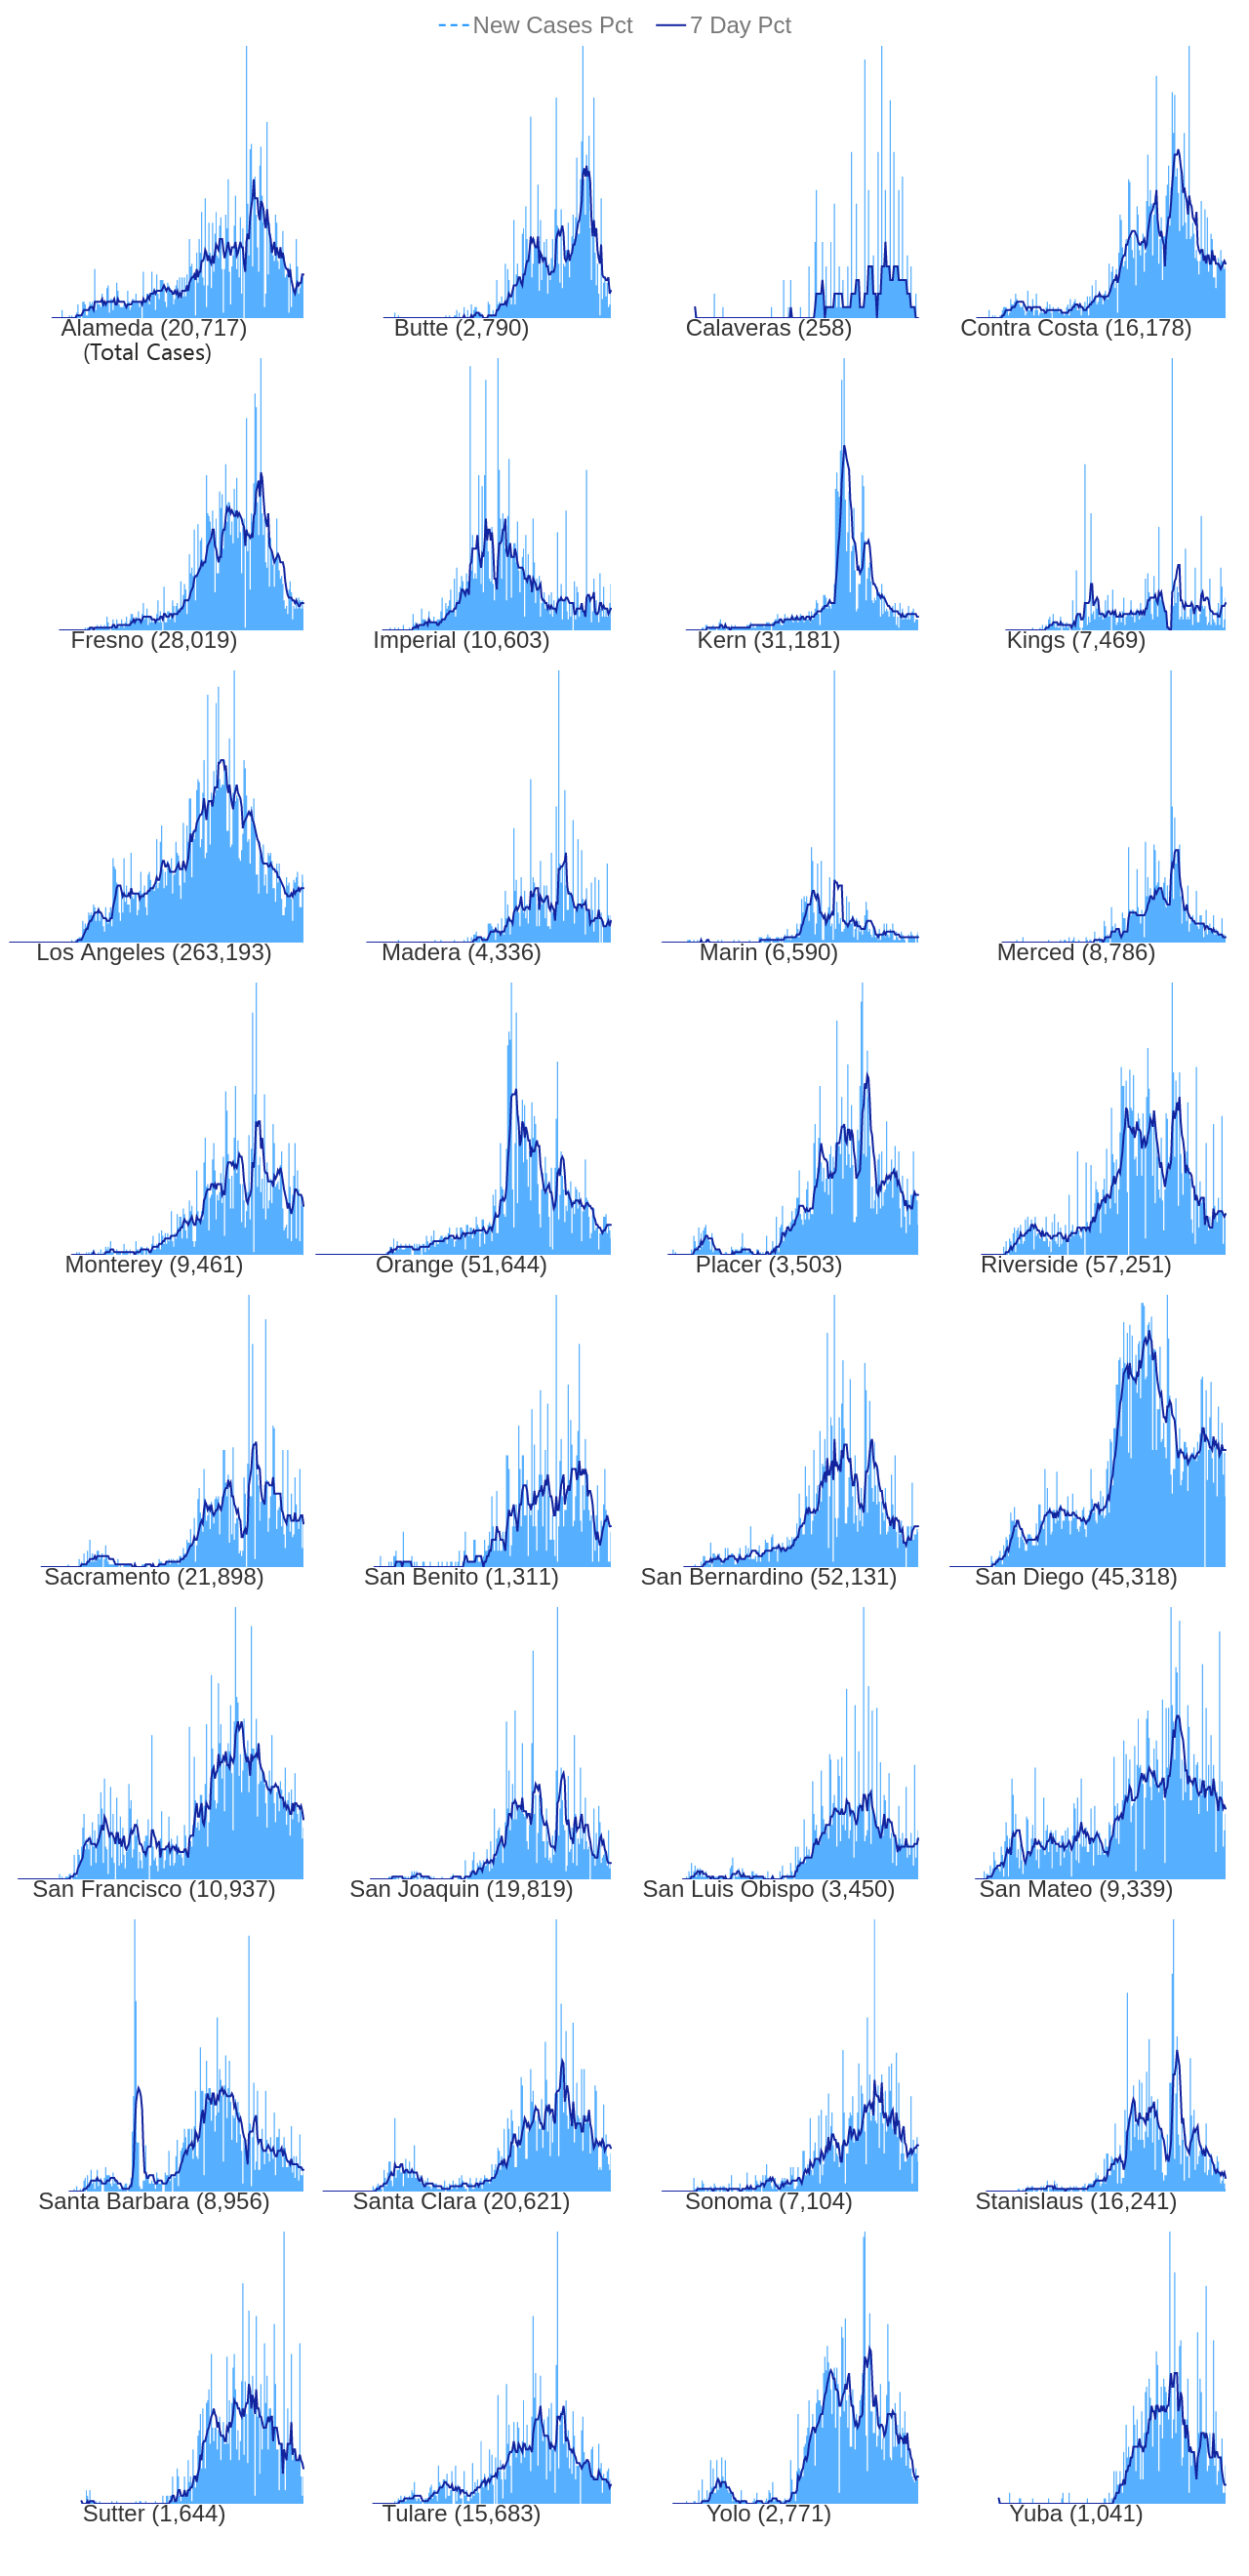 New Cases Pct 7 Day Pct
Alameda (20,717) Butte (2,790) Calaveras (258) Contra Costa (16,178)
(Total Cases)
Fresno (28,019) Imperial (10,603) Kern (31,181) Kings (7,469)
Los Angeles (263,193) Madera (4,336) Marin (6,590) Merced (8,786)
Monterey (9,461) Orange (51,644) Placer (3,503) Riverside (57,251)
Sacramento (21,898) San Benito (1,311) San Bernardino (52,131) San Diego (45,318)
San Francisco (10,937) San Joaquin (19,819) San Luis Obispo (3,450) San Mateo (9,339)
Santa Barbara (8,956) Santa Clara (20,621) Sonoma (7,104) Stanislaus (16,241)
Sutter (1,644) Tulare (15,683) Yolo (2,771) Yuba (1,041)